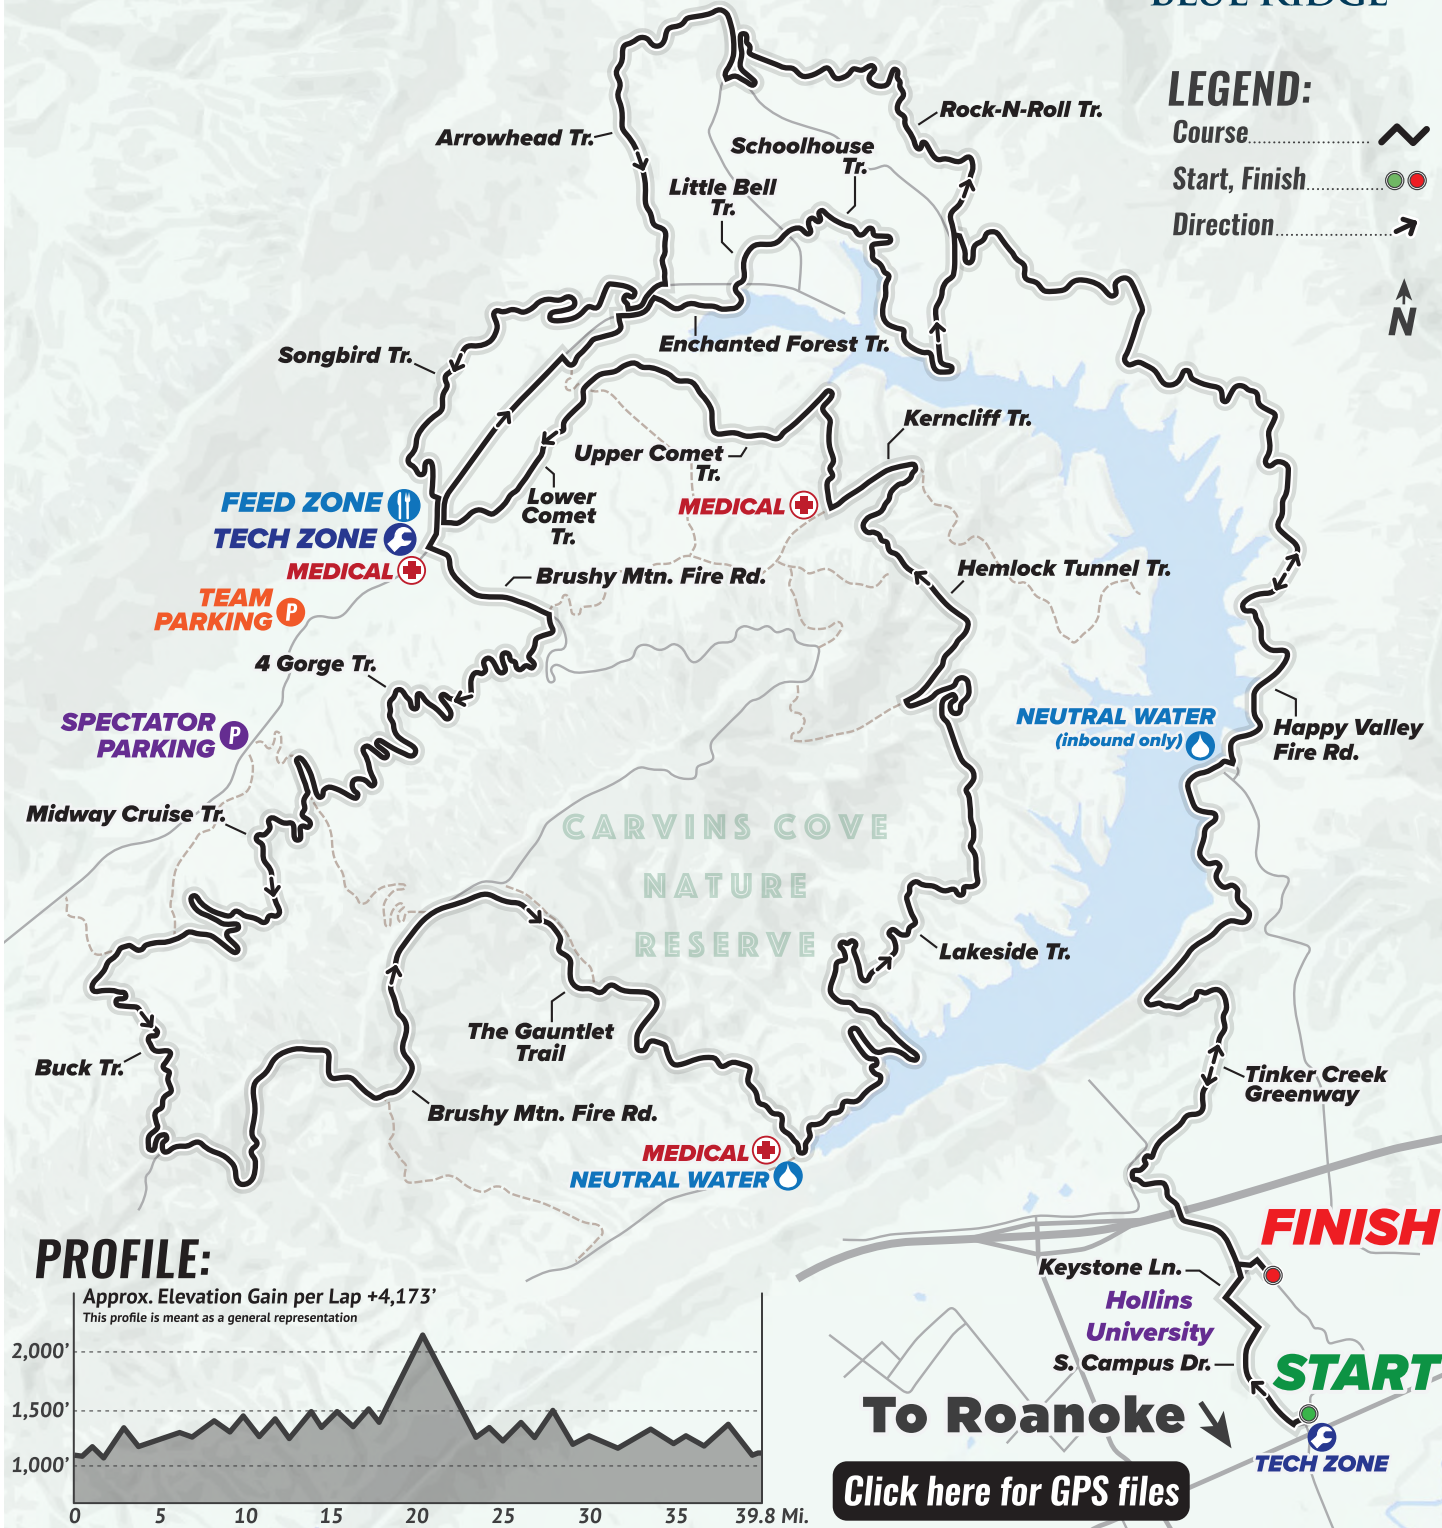 BLUE RIDGE
LEGEND:
Course
Start, Finish
Direction
N
Rock-N-Roll Tr.
Arrowhead Tr.
Schoolhouse
Tr.
Little Bell
Tr.
Songbird Tr.
Enchanted Forest Tr.
Kerncliff Tr.
Upper Comet
Tr.
Lower
Comet
Tr.
MEDICAL
FEED ZONE
TECH ZONE
MEDICAL
Brushy Mtn. Fire Rd.
Hemlock Tunnel Tr.
TEAM
PARKING P
4 Gorge Tr.
SPECTATOR
PARKING P
NEUTRAL WATER
(inbound only)
Happy Valley
Fire Rd.
Midway Cruise Tr.
CARVINS COVE
NATURE
RESERVE
Lakeside Tr.
The Gauntlet
Trail
Buck Tr.
Tinker Creek
Greenway
Brushy Mtn. Fire Rd.
MEDICAL
NEUTRAL WATER
FINISH
Keystone Ln.
Hollins
University
S. Campus Dr.
START
To Roanoke
TECH ZONE
Click here for GPS files
PROFILE:
Approx. Elevation Gain per Lap +4,173'
This profile is meant as a general representation
2,000'
1,500'
1,000'
0 5 10 15 20 25 30 35 39.8 Mi.